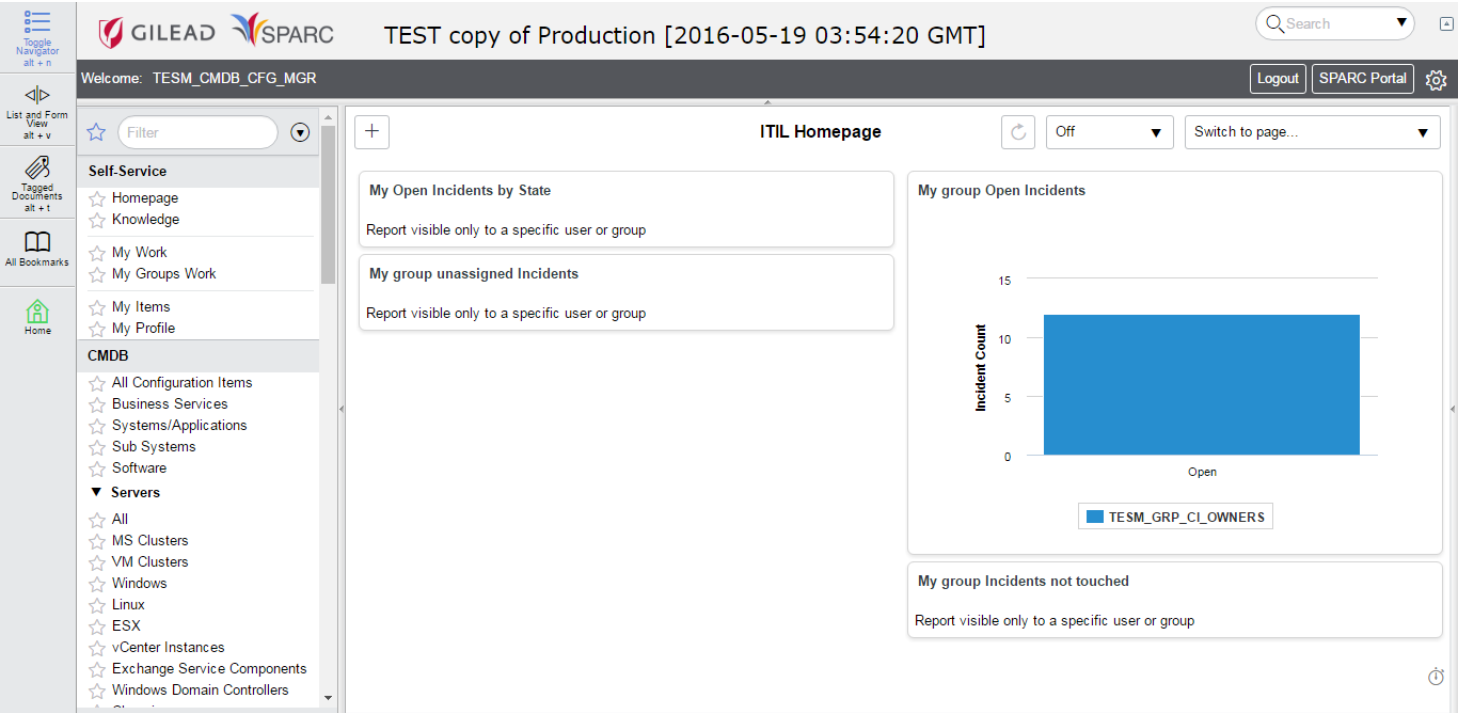 GILEAD SPARC TEST copy of Production [2016-05-19 03:54:20 GMT]
Search
Toggle
Navigator
alt + n
List and Form
View
alt + v
Tagged
Documents
alt + t
All Bookmarks
Home
Welcome: TESM_CMDB_CFG_MGR
Logout
SPARC Portal
Filter
Self-Service
Homepage
Knowledge
My Work
My Groups Work
My Items
My Profile
CMDB
All Configuration Items
Business Services
Systems/Applications
Sub Systems
Software
Servers
All
MS Clusters
VM Clusters
Windows
Linux
ESX
vCenter Instances
Exchange Service Components
Windows Domain Controllers
ITIL Homepage
Off
Switch to page...
My Open Incidents by State
Report visible only to a specific user or group
My group unassigned Incidents
Report visible only to a specific user or group
My group Open Incidents
15
10
5
0
Incident Count
Open
TESM_GRP_CI_OWNERS
My group Incidents not touched
Report visible only to a specific user or group